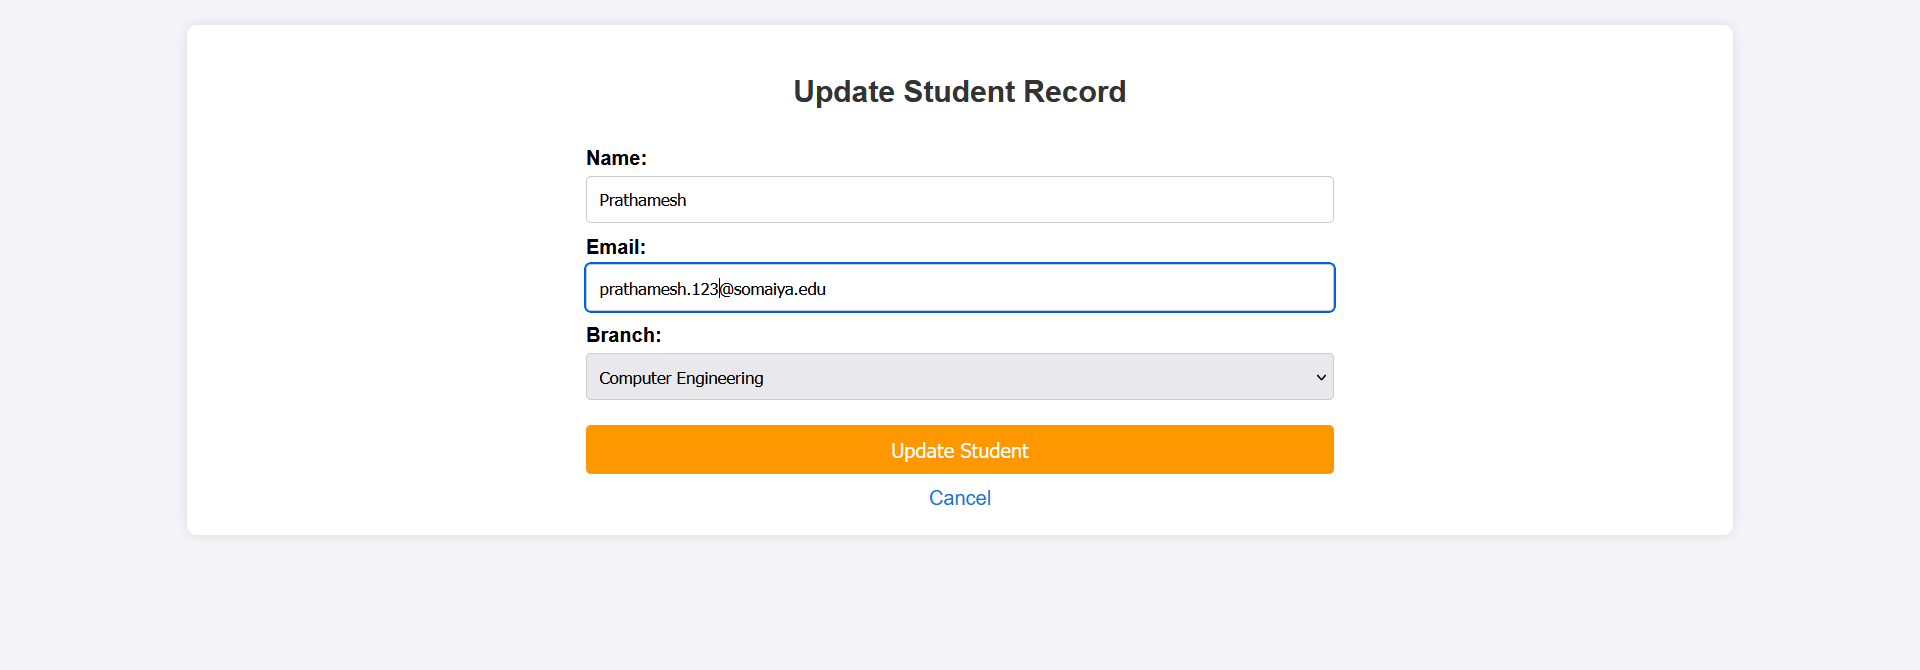 Update Student Record
Name:
Prathamesh
Email:
prathamesh.123@somaiya.edu
Branch:
Computer Engineering
Update Student
Cancel